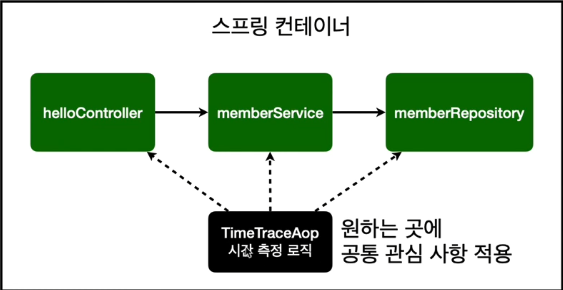 스프링 컨테이너
helloController
memberService
memberRepository
TimeTraceAop
시간 측정 로직
원하는 곳에
공통 관심 사항 적용